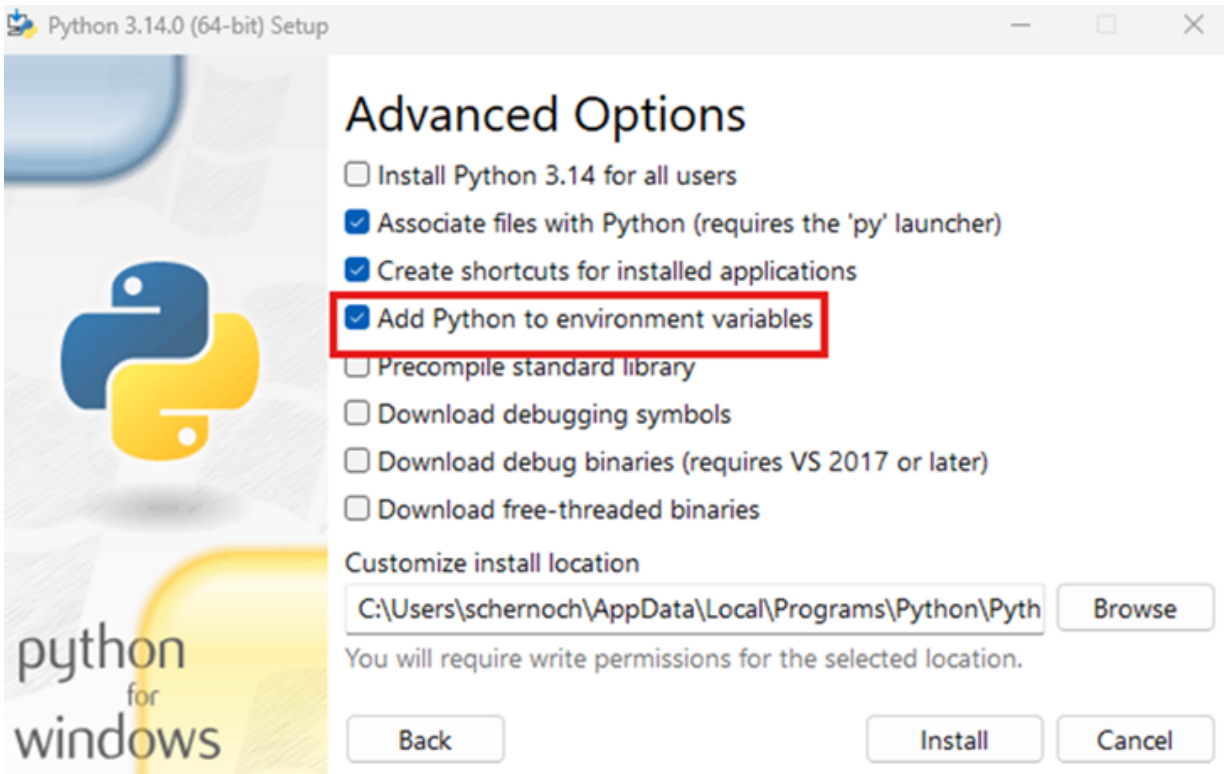 Python 3.14.0 (64-bit) Setup
Advanced Options
Install Python 3.14 for all users
Associate files with Python (requires the 'py' launcher)
Create shortcuts for installed applications
Add Python to environment variables
Precompile standard library
Download debugging symbols
Download debug binaries (requires VS 2017 or later)
Download free-threaded binaries
Customize install location
C:\Users\schernoch\AppData\Local\Programs\Python\Pyth
Browse
You will require write permissions for the selected location.
python
for
windows
Back
Install
Cancel